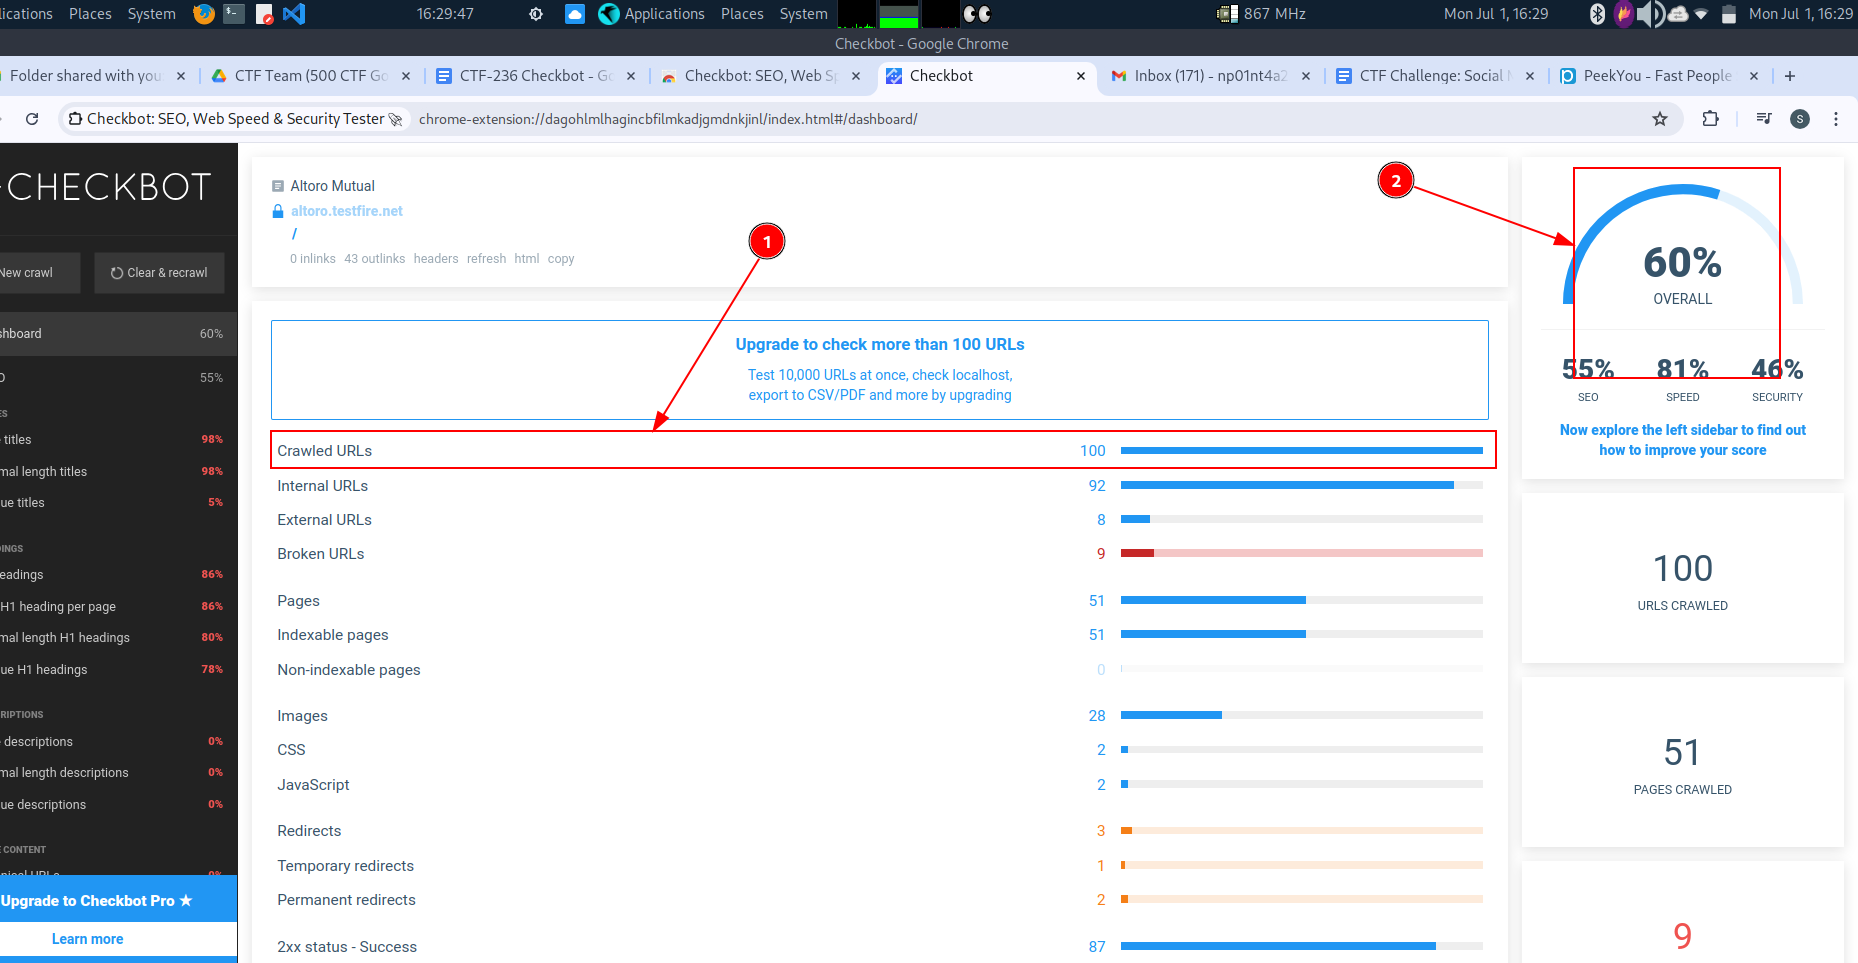 lications Places System 16:29:47 Applications Places System 867 MHz Mon Jul 1, 16:29 Mon Jul 1, 16:29
Checkbot - Google Chrome
Folder shared with you CTF Team (500 CTF Go CTF-236 Checkbot - Go Checkbot: SEO, Web Sp Checkbot Inbox (171) - np01nt4a2 CTF Challenge: Social M PeekYou - Fast People
Checkbot: SEO, Web Speed & Security Tester chrome-extension://dagohlmlhagincbfilmkadjgmdnkjinl/index.html#/dashboard/ S
CHECKBOT
New crawl Clear & recrawl
shboard 60%
O 55%
ES
titles 98%
mal length titles 98%
ue titles 5%
DINGS
eadings 86%
H1 heading per page 86%
mal length H1 headings 80%
ue H1 headings 78%
RIPTIONS
descriptions 0%
mal length descriptions 0%
ue descriptions 0%
E CONTENT
0%
Upgrade to Checkbot Pro ★
Learn more
Altoro Mutual
altoro.testfire.net
/
0 inlinks 43 outlinks headers refresh html copy
1
2
Upgrade to check more than 100 URLs
Test 10,000 URLs at once, check localhost,
export to CSV/PDF and more by upgrading
Crawled URLs 100
Internal URLs 92
External URLs 8
Broken URLs 9
Pages 51
Indexable pages 51
Non-indexable pages 0
Images 28
CSS 2
JavaScript 2
Redirects 3
Temporary redirects 1
Permanent redirects 2
2xx status - Success 87
60%
OVERALL
55% 81% 46%
SEO SPEED SECURITY
Now explore the left sidebar to find out
how to improve your score
100
URLS CRAWLED
51
PAGES CRAWLED
9